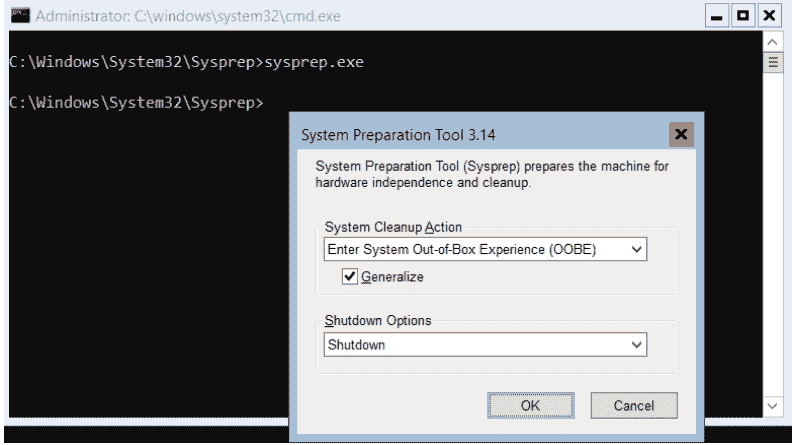 Administrator: C:\windows\system32\cmd.exe
C:\Windows\System32\Sysprep>sysprep.exe
C:\Windows\System32\Sysprep>
System Preparation Tool 3.14
System Preparation Tool (Sysprep) prepares the machine for
hardware independence and cleanup.
System Cleanup Action
Enter System Out-of-Box Experience (OOBE)
Generalize
Shutdown Options
Shutdown
OK Cancel